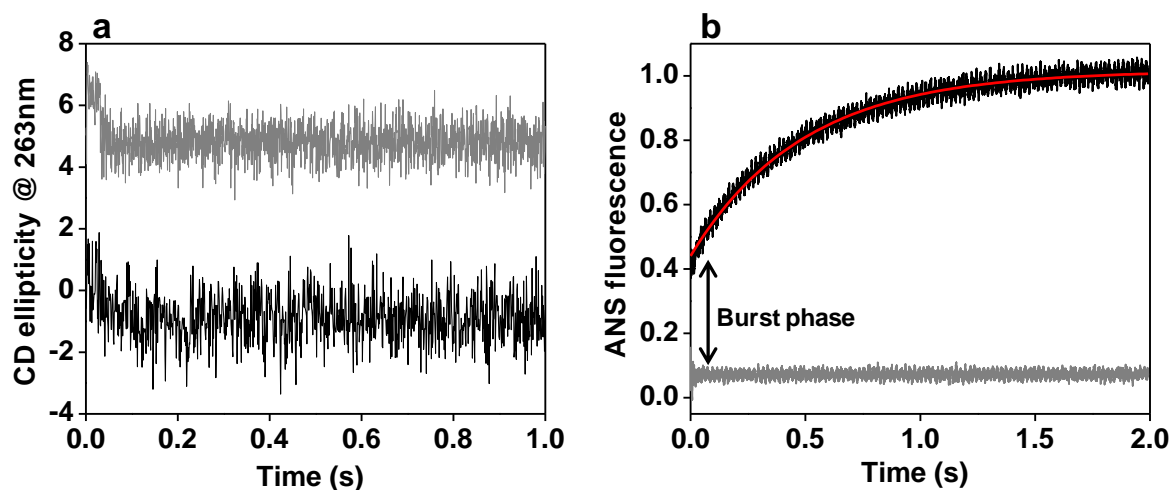 a
CD ellipticity @ 263nm
8
6
4
2
0
-2
-4
0.0 0.2 0.4 0.6 0.8 1.0
Time (s)
b
ANS fluorescence
1.0
0.8
0.6
0.4
0.2
0.0
Burst phase
0.0 0.5 1.0 1.5 2.0
Time (s)